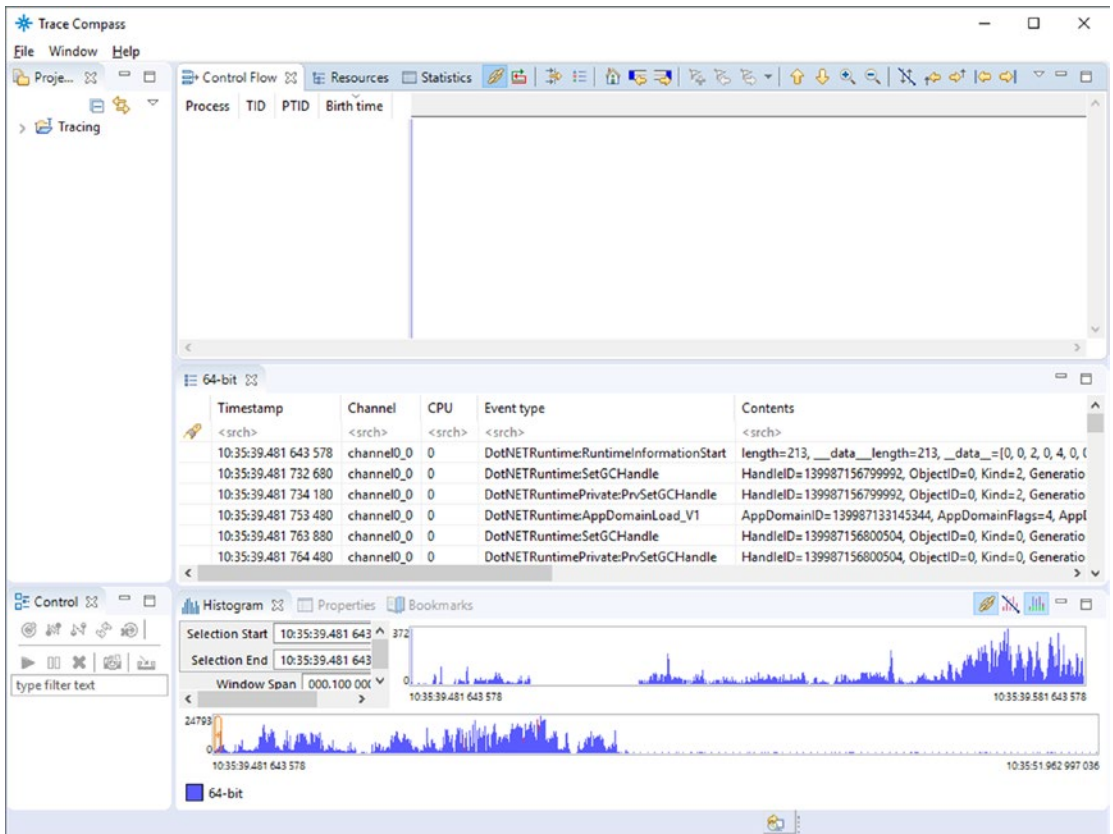 Trace Compass
File Window Help
Proje...
Tracing
Control Flow Resources Statistics
Process TID PTID Birth time
64-bit
Timestamp Channel CPU Event type Contents
<srch> <srch> <srch> <srch> <srch>
10:35:39.481 643 578 channel0_0 0 DotNETRuntime:RuntimeInformationStart length=213, __data__length=213, __data__=[0, 0, 2, 0, 4, 0,
10:35:39.481 732 680 channel0_0 0 DotNETRuntime:SetGCHandle HandleID=139987156799992, ObjectID=0, Kind=2, Generatio
10:35:39.481 734 180 channel0_0 0 DotNETRuntimePrivate:PrvSetGCHandle HandleID=139987156799992, ObjectID=0, Kind=2, Generatio
10:35:39.481 753 480 channel0_0 0 DotNETRuntime:AppDomainLoad_V1 AppDomainID=139987133145344, AppDomainFlags=4, Appl
10:35:39.481 763 880 channel0_0 0 DotNETRuntime:SetGCHandle HandleID=139987156800504, ObjectID=0, Kind=0, Generatio
10:35:39.481 764 480 channel0_0 0 DotNETRuntimePrivate:PrvSetGCHandle HandleID=139987156800504, ObjectID=0, Kind=0, Generatio
Control
type filter text
Histogram Properties Bookmarks
Selection Start 10:35:39.481 643
Selection End 10:35:39.481 643
Window Span 000.100 00
372
0
10:35:39.481 643 578 10:35:39.581 643 578
24793
0
10:35:39.481 643 578 10:35:51.962 997 036
64-bit